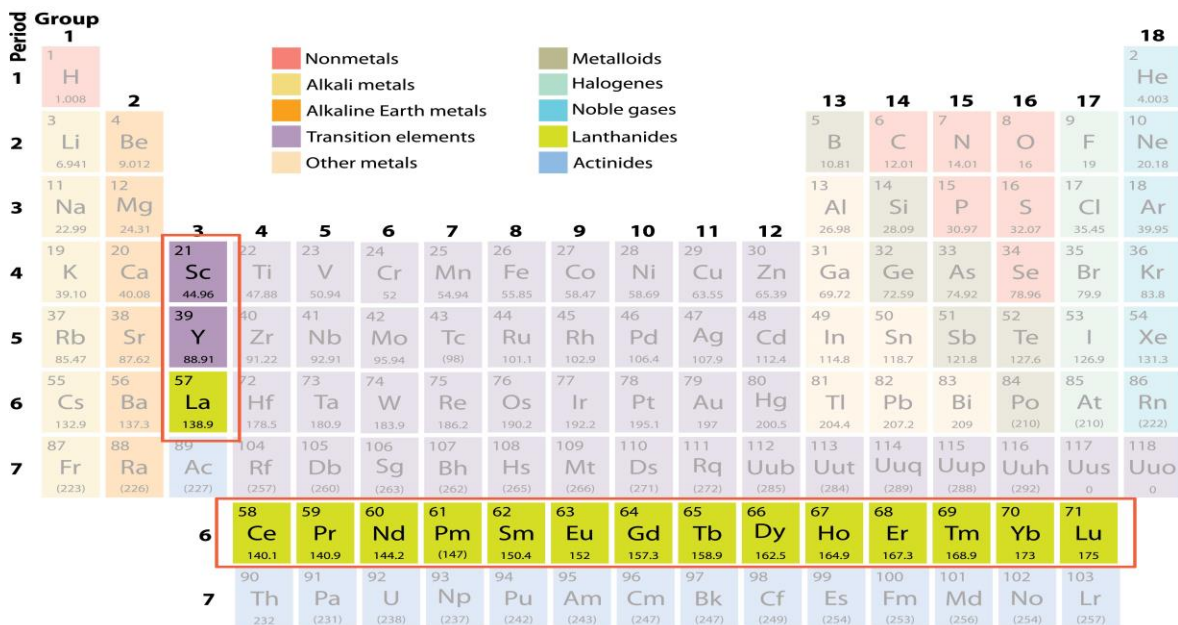 Period
Group
1
18
1
1
H
1.008
Nonmetals
Alkali metals
Alkaline Earth metals
Transition elements
Other metals
Metalloids
Halogenes
Noble gases
Lanthanides
Actinides
2
He
4.003
2
13 14 15 16 17
2
3 4 5 6 7 8 9 10
Li Be B C N O F Ne
6.941 9.012 10.81 12.01 14.01 16 19 20.18
3
11 12 13 14 15 16 17 18
Na Mg Al Si P S Cl Ar
22.99 24.31 26.98 28.09 30.97 32.07 35.45 39.95
3 4 5 6 7 8 9 10 11 12
4
19 20 21 22 23 24 25 26 27 28 29 30 31 32 33 34 35 36
K Ca Sc Ti V Cr Mn Fe Co Ni Cu Zn Ga Ge As Se Br Kr
39.10 40.08 44.96 47.88 50.94 52 54.94 55.85 58.47 58.69 63.55 65.39 69.72 72.59 74.92 78.96 79.9 83.8
5
37 38 39 40 41 42 43 44 45 46 47 48 49 50 51 52 53 54
Rb Sr Y Zr Nb Mo Tc Ru Rh Pd Ag Cd In Sn Sb Te I Xe
85.47 87.62 88.91 91.22 92.91 95.94 (98) 101.1 102.9 106.4 107.9 112.4 114.8 118.7 121.8 127.6 126.9 131.3
6
55 56 57 72 73 74 75 76 77 78 79 80 81 82 83 84 85 86
Cs Ba La Hf Ta W Re Os Ir Pt Au Hg Tl Pb Bi Po At Rn
132.9 137.3 138.9 178.5 180.9 183.9 186.2 190.2 192.2 195.1 197 200.5 204.4 207.2 209 (210) (210) (222)
7
87 88 89 104 105 106 107 108 109 110 111 112 113 114 115 116 117 118
Fr Ra Ac Rf Db Sg Bh Hs Mt Ds Rq Uub Uut Uuq Uup Uuh Uus Uuo
(223) (226) (227) (257) (260) (263) (262) (265) (266) (271) (272) (285) (284) (289) (288) (292) 0 0
6
58 59 60 61 62 63 64 65 66 67 68 69 70 71
Ce Pr Nd Pm Sm Eu Gd Tb Dy Ho Er Tm Yb Lu
140.1 140.9 144.2 (147) 150.4 152 157.3 158.9 162.5 164.9 167.3 168.9 173 175
7
90 91 92 93 94 95 96 97 98 99 100 101 102 103
Th Pa U Np Pu Am Cm Bk Cf Es Fm Md No Lr
232 (231) (238) (237) (242) (243) (247) (247) (249) (254) (253) (256) (254) (257)